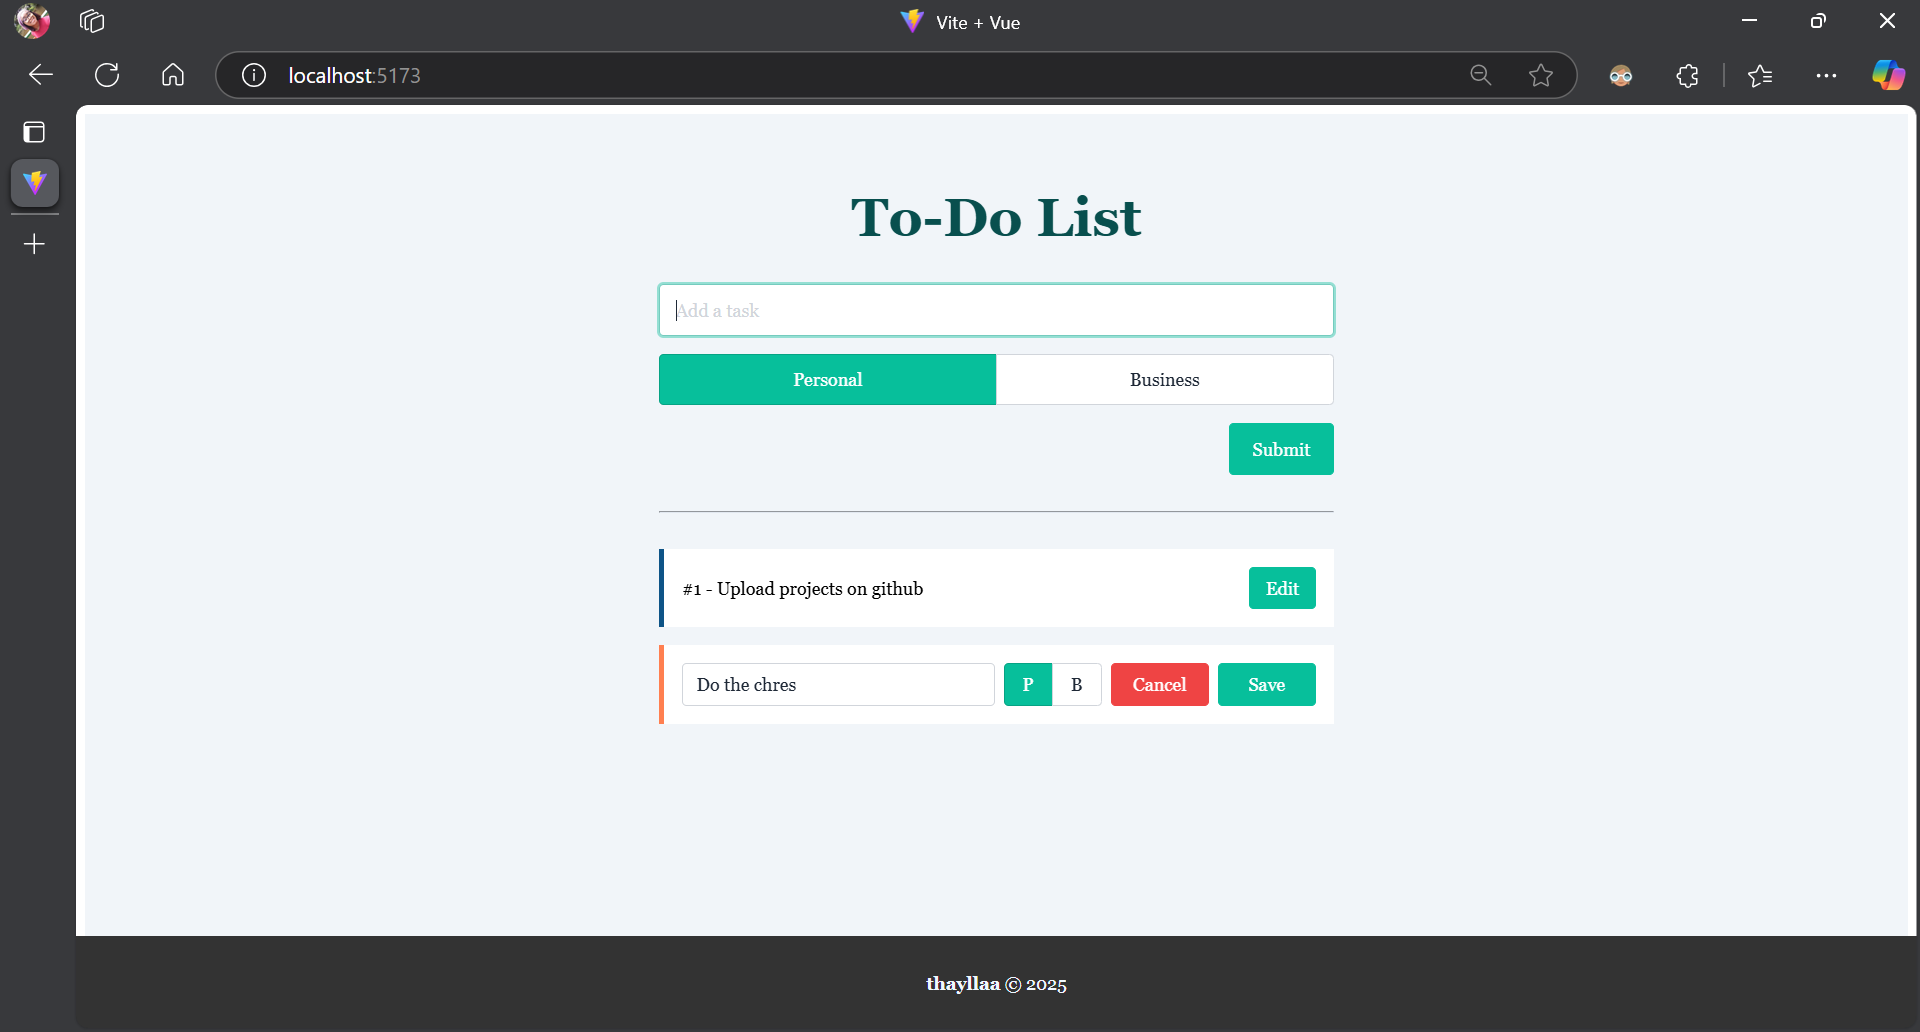 Vite + Vue
localhost:5173
To-Do List
Add a task
Personal Business
Submit
#1 - Upload projects on github Edit
Do the chres P B Cancel Save
thayllaa © 2025